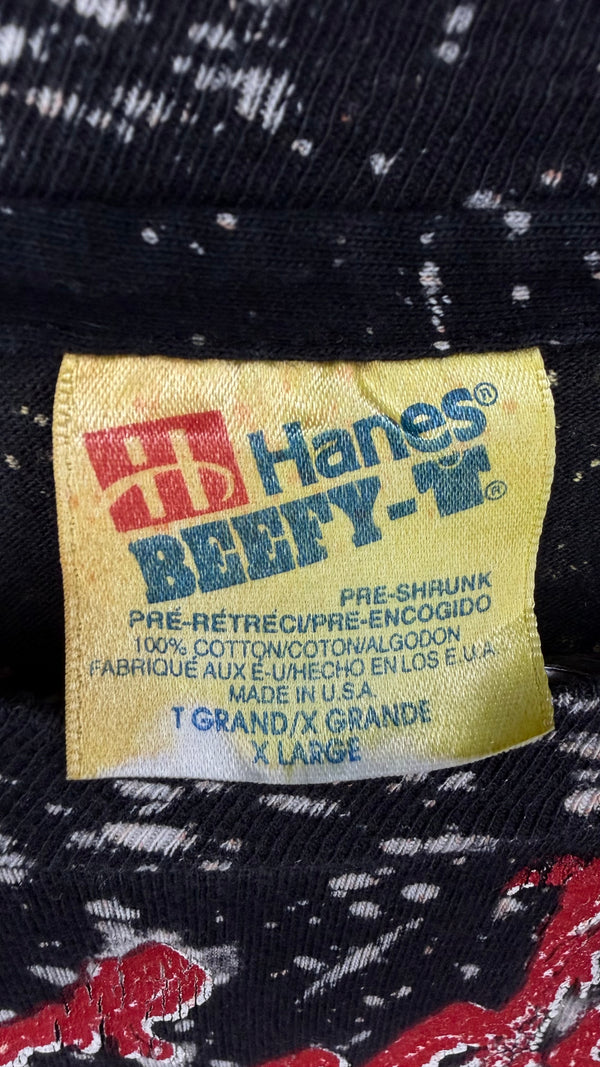 H Hanes®
BEEFY-T®
PRE-SHRUNK
PRÉ-RÉTRÉCI/PRE-ENCOGIDO
100% COTTON/COTON/ALGODON
FABRIQUÉ AUX É-U/HECHO EN LOS E.U.A.
MADE IN U.S.A.
T GRAND/X GRANDE
X LARGE